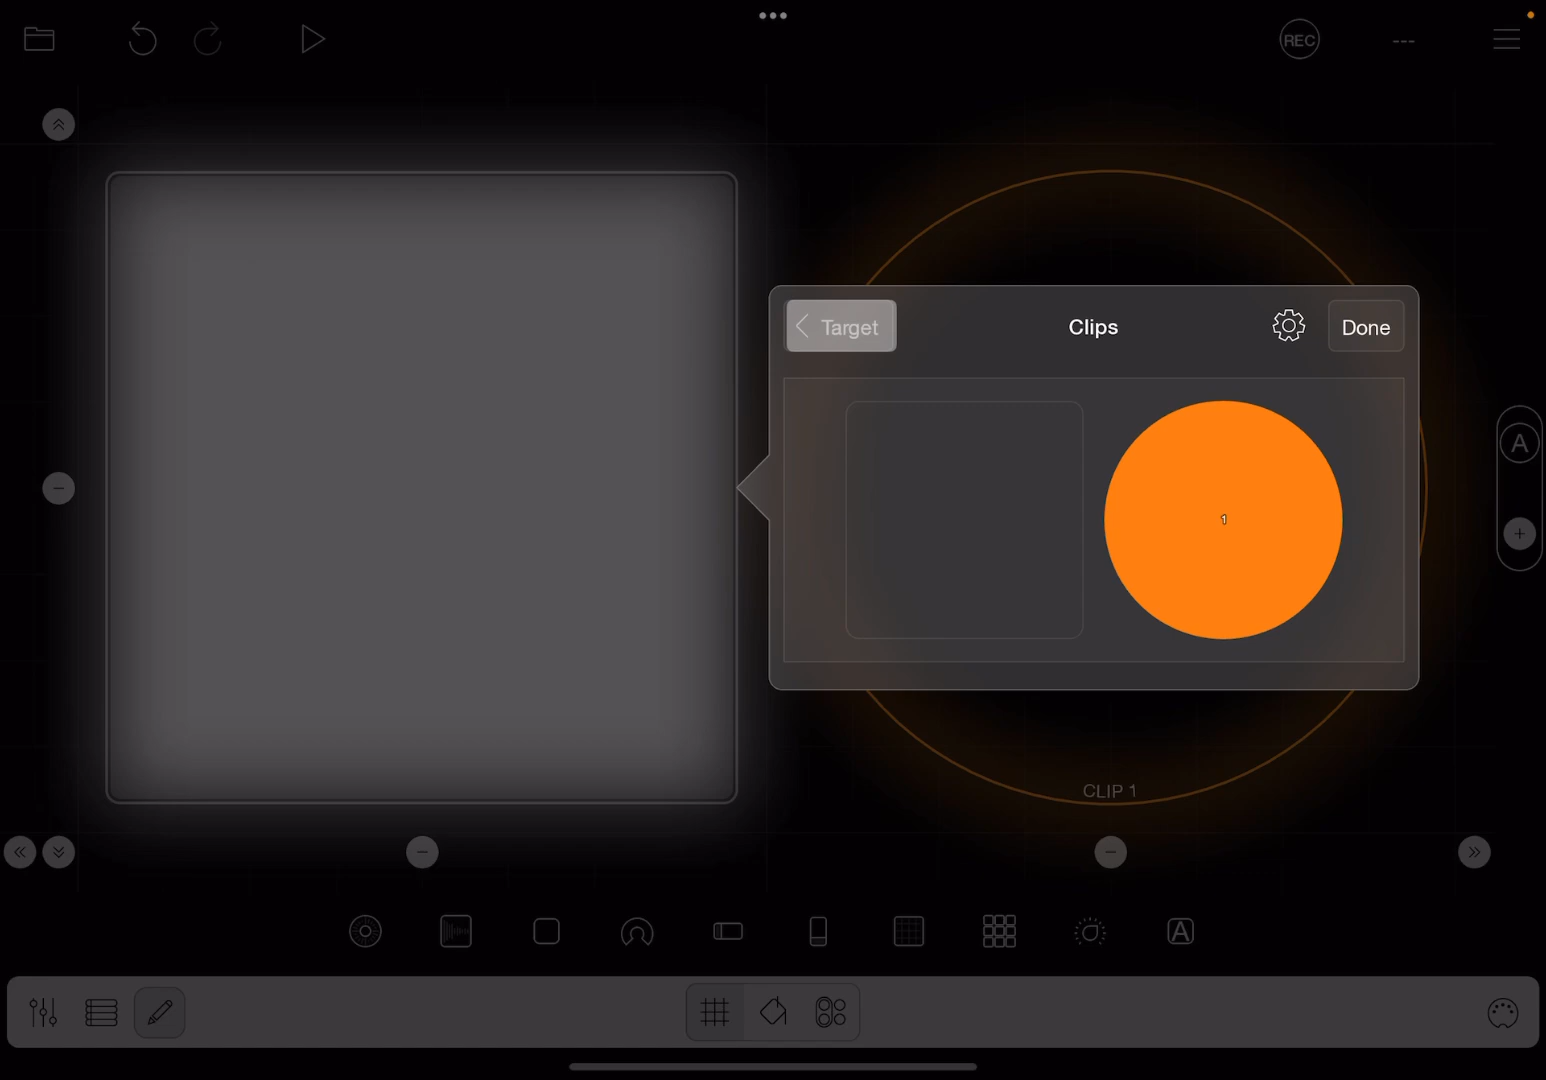 REC
---
Target
Clips
Done
1
A
CLIP 1
A